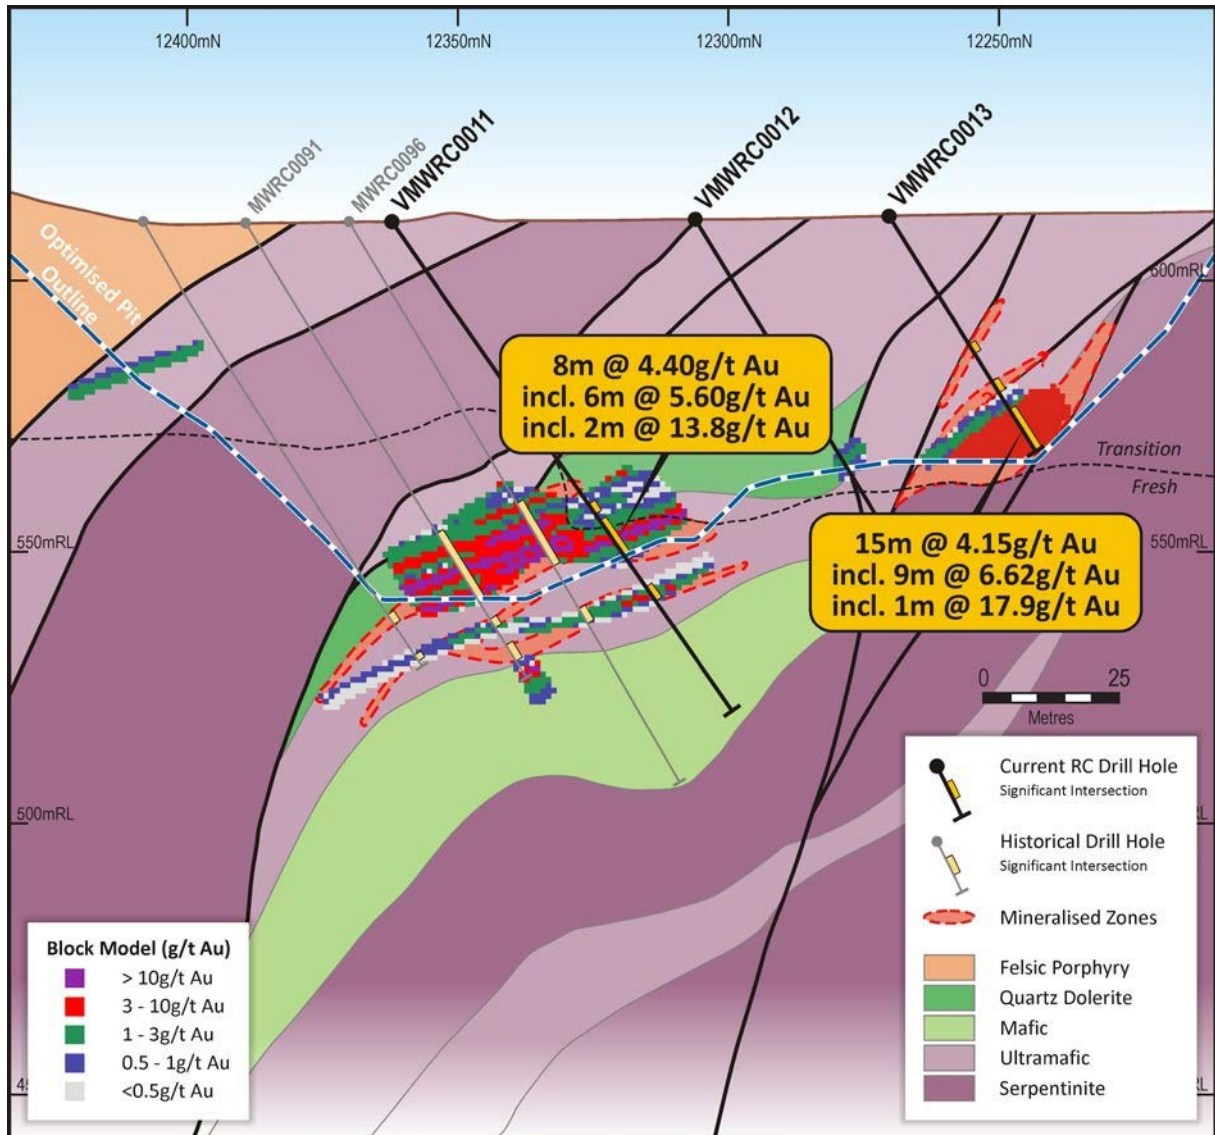 12400mN
12350mN
12300mN
12250mN
MWRC0091
VMWRC0011
MWRC0096
VMWRC0012
VMWRC0013
Optimised Pit
Outline
600mRL
8m @ 4.40g/t Au
incl. 6m @ 5.60g/t Au
incl. 2m @ 13.8g/t Au
Transition
Fresh
550mRL
550mRL
15m @ 4.15g/t Au
incl. 9m @ 6.62g/t Au
incl. 1m @ 17.9g/t Au
0
25
Metres
500mRL
Current RC Drill Hole
Significant Intersection
Historical Drill Hole
Significant Intersection
Mineralised Zones
Felsic Porphyry
Quartz Dolerite
Mafic
Ultramafic
Serpentinite
Block Model (g/t Au)
> 10g/t Au
3 - 10g/t Au
1 - 3g/t Au
0.5 - 1g/t Au
<0.5g/t Au